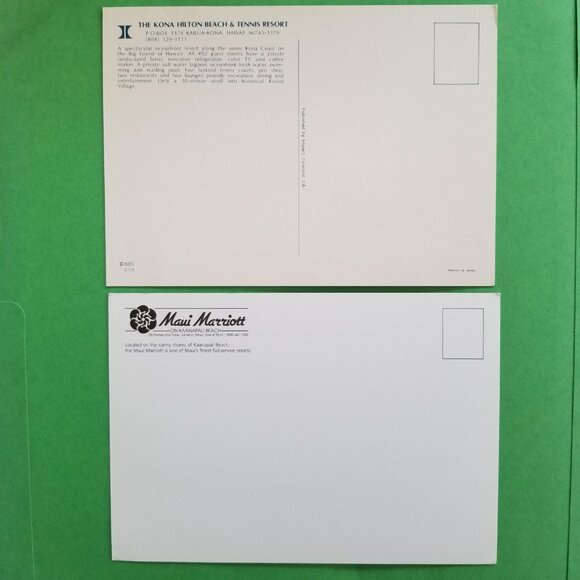 THE KONA HILTON BEACH & TENNIS RESORT
P.O. BOX 1179 KAILUA-KONA, HAWAII 96745-1179
(808) 329-3111
A spectacular oceanfront resort along the sunny Kona Coast on
the Big Island of Hawaii. All 452 guest rooms have a private
landscaped lanai, executive refrigerator color TV and coffee
maker. A private salt water lagoon, oceanfront fresh water swim-
ming and wading pool, four laykold tennis courts, pro shop,
two restaurants and two lounges provide recreation, dining and
entertainment. Only a 10-minute stroll into historical Kailua
Village.
Published by Impact, Concord, CA
Maui Marriott
ON KAANAPALI BEACH
Located on the sunny shores of Kaanapali Beach,
the Maui Marriott is one of Maui's finest full-service resorts.